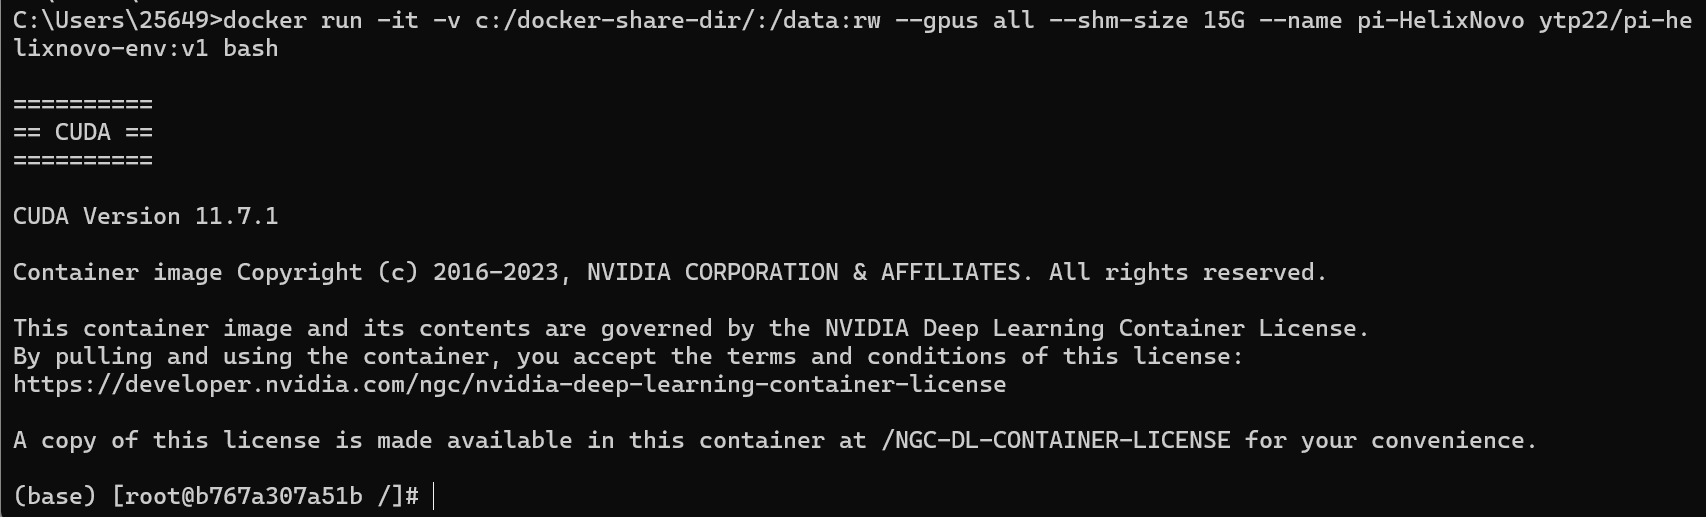 C:\Users\25649>docker run -it -v c:/docker-share-dir/:/data:rw --gpus all --shm-size 15G --name pi-HelixNovo ytp22/pi-he
lixnovo-env:v1 bash
==========
== CUDA ==
==========
CUDA Version 11.7.1
Container image Copyright (c) 2016-2023, NVIDIA CORPORATION & AFFILIATES. All rights reserved.
This container image and its contents are governed by the NVIDIA Deep Learning Container License.
By pulling and using the container, you accept the terms and conditions of this license:
https://developer.nvidia.com/ngc/nvidia-deep-learning-container-license
A copy of this license is made available in this container at /NGC-DL-CONTAINER-LICENSE for your convenience.
(base) [root@b767a307a51b /]#